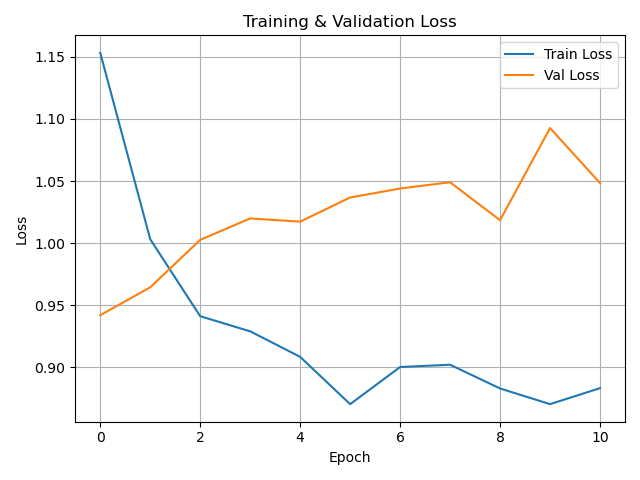 Training & Validation Loss
Train Loss
Val Loss
Loss
1.15
1.10
1.05
1.00
0.95
0.90
0 2 4 6 8 10
Epoch